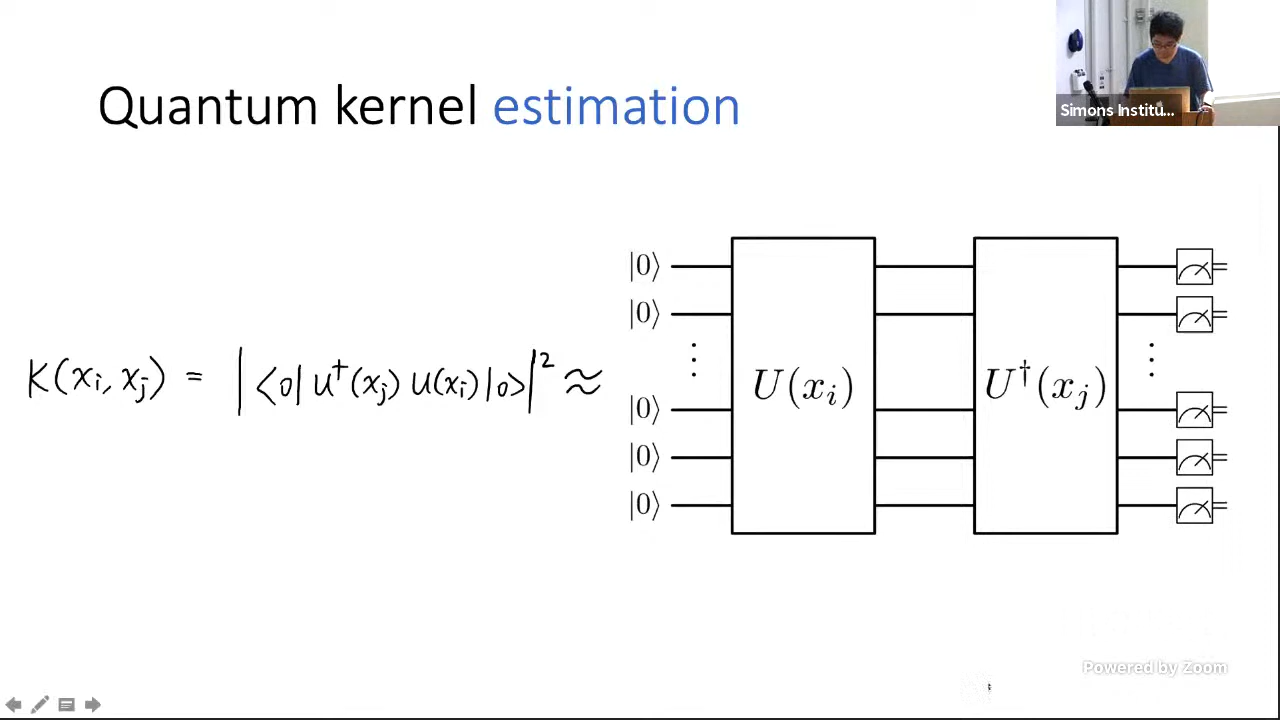 Quantum kernel estimation
Simons Institu...
K(xᵢ, xⱼ) = |⟨0| U†(xⱼ) U(xᵢ) |0⟩|² ≈
|0⟩
|0⟩
⋮ ⋮
|0⟩
|0⟩
|0⟩
U(xᵢ)
U†(xⱼ)
Powered by Zoom